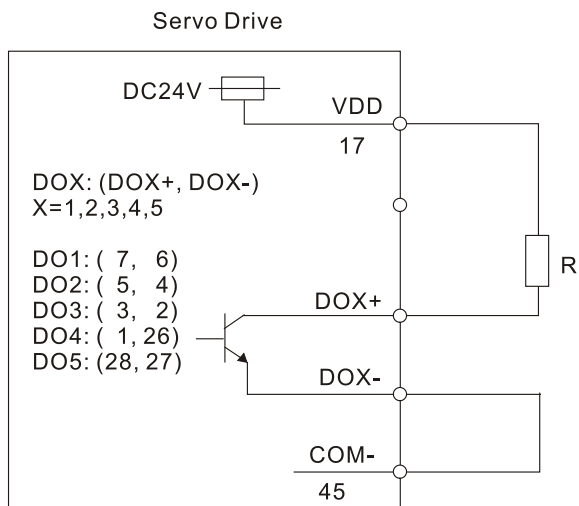 Servo Drive
DC24V
VDD
17
DOX: (DOX+, DOX-)
X=1,2,3,4,5
DO1: ( 7, 6)
DO2: ( 5, 4)
DO3: ( 3, 2)
DO4: ( 1, 26)
DO5: (28, 27)
R
DOX+
DOX-
COM-
45